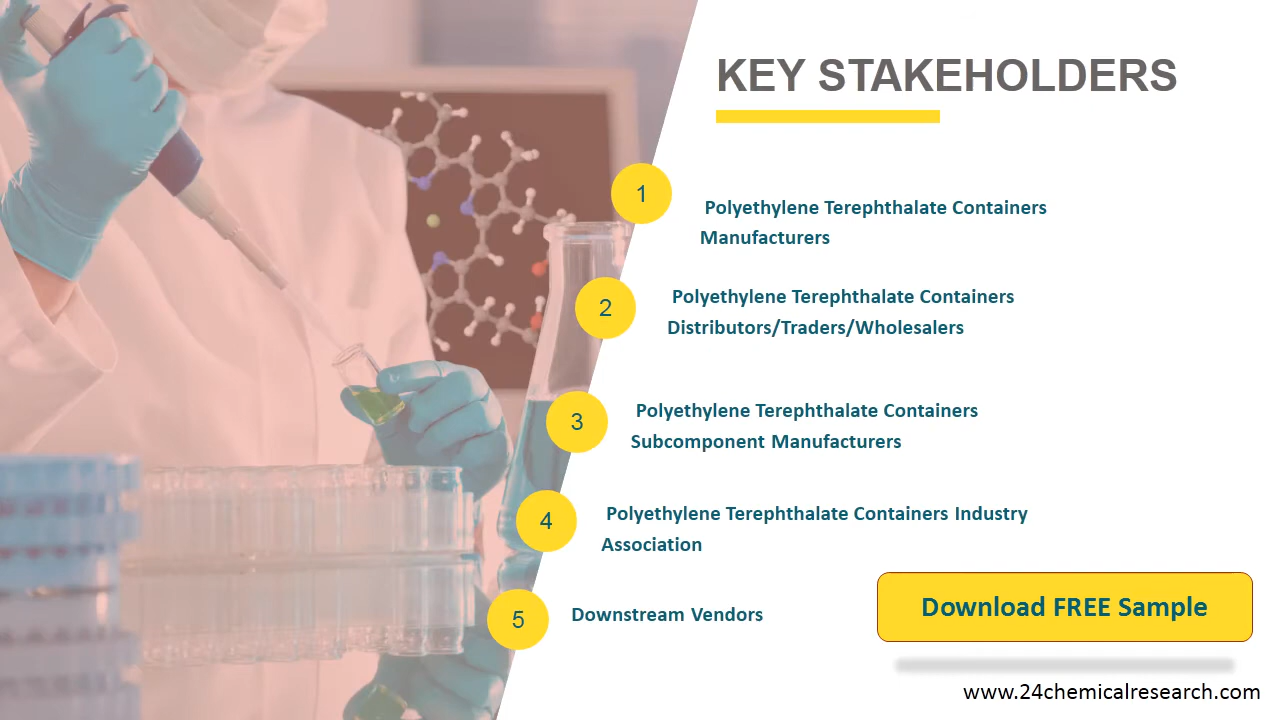 KEY STAKEHOLDERS
1
Polyethylene Terephthalate Containers
Manufacturers
2
Polyethylene Terephthalate Containers
Distributors/Traders/Wholesalers
3
Polyethylene Terephthalate Containers
Subcomponent Manufacturers
4
Polyethylene Terephthalate Containers Industry
Association
5
Downstream Vendors
Download FREE Sample
www.24chemicalresearch.com